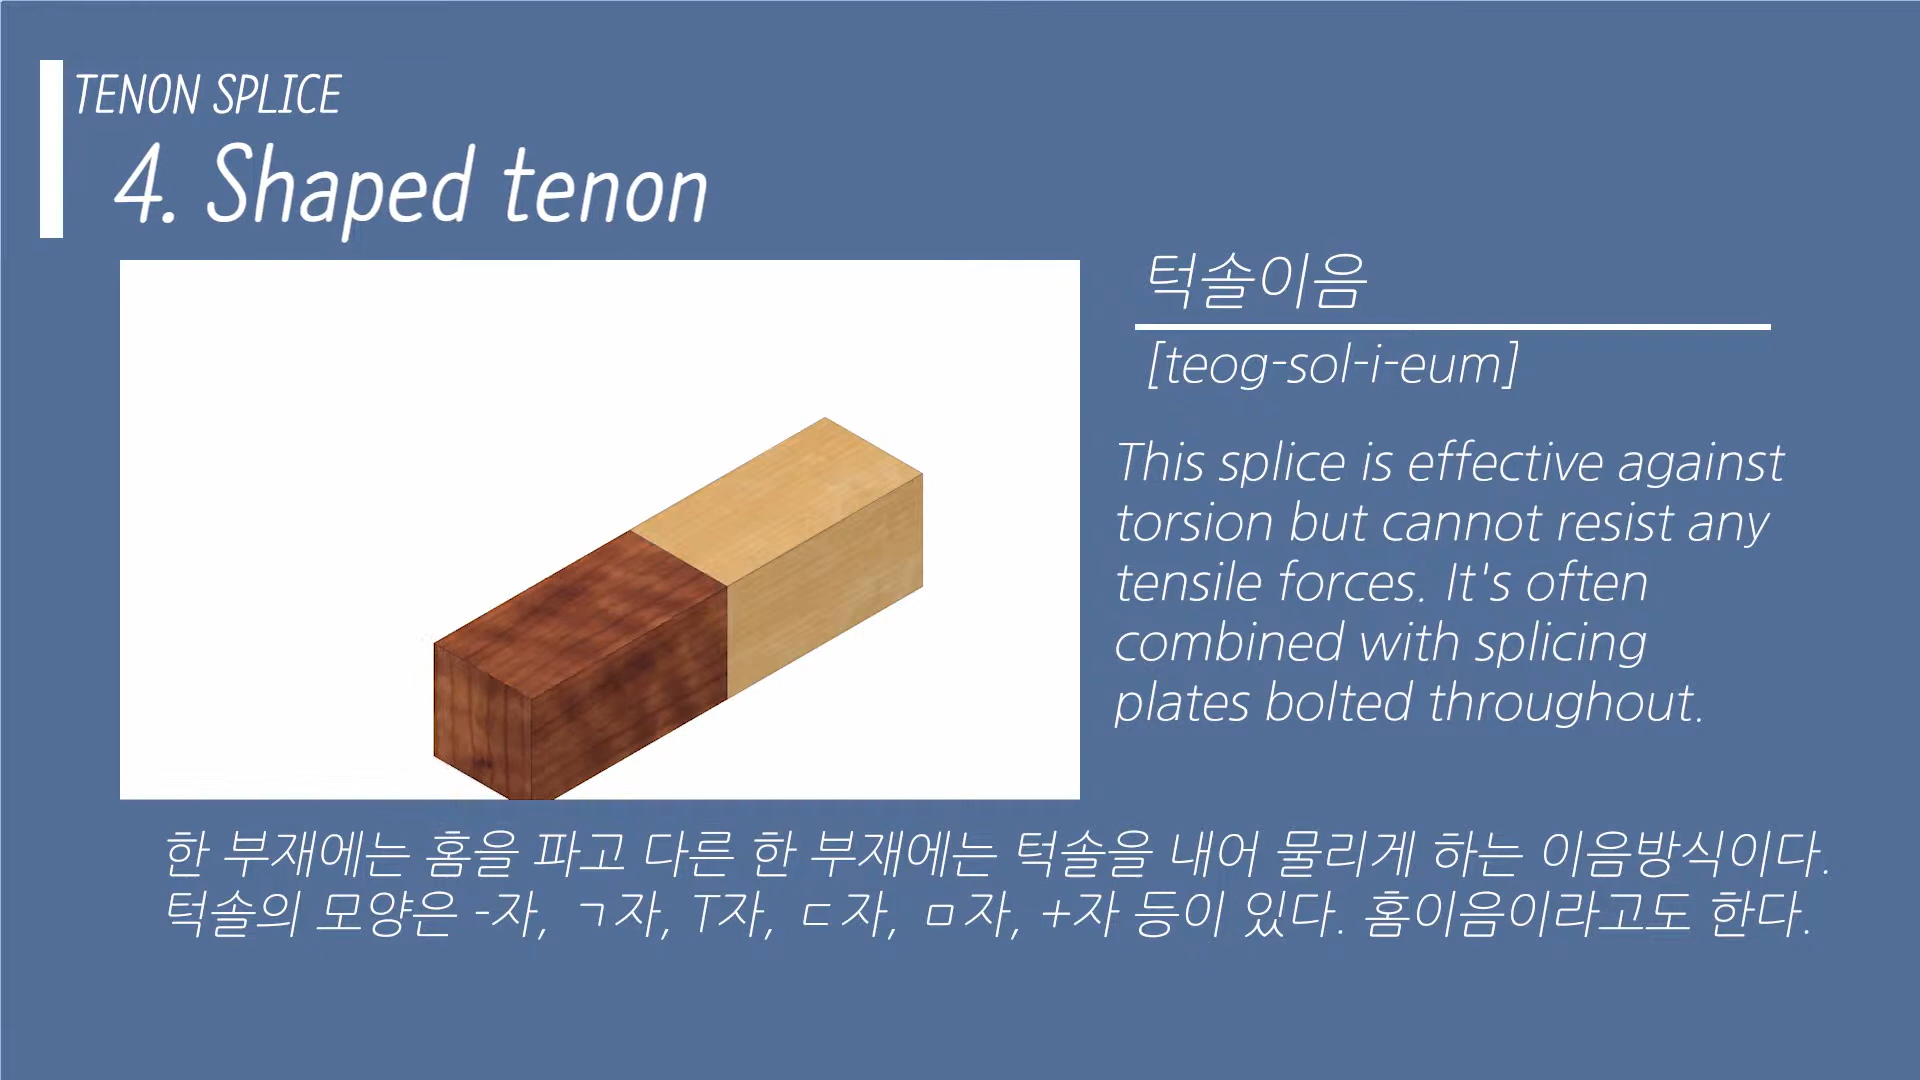 TENON SPLICE
4. Shaped tenon
턱솔이음
[teog-sol-i-eum]
This splice is effective against
torsion but cannot resist any
tensile forces. It's often
combined with splicing
plates bolted throughout.
한 부재에는 홈을 파고 다른 한 부재에는 턱솔을 내어 물리게 하는 이음방식이다.
턱솔의 모양은 -자, ㄱ자, T자, ㄷ자, ㅁ자, +자 등이 있다. 홈이음이라고도 한다.